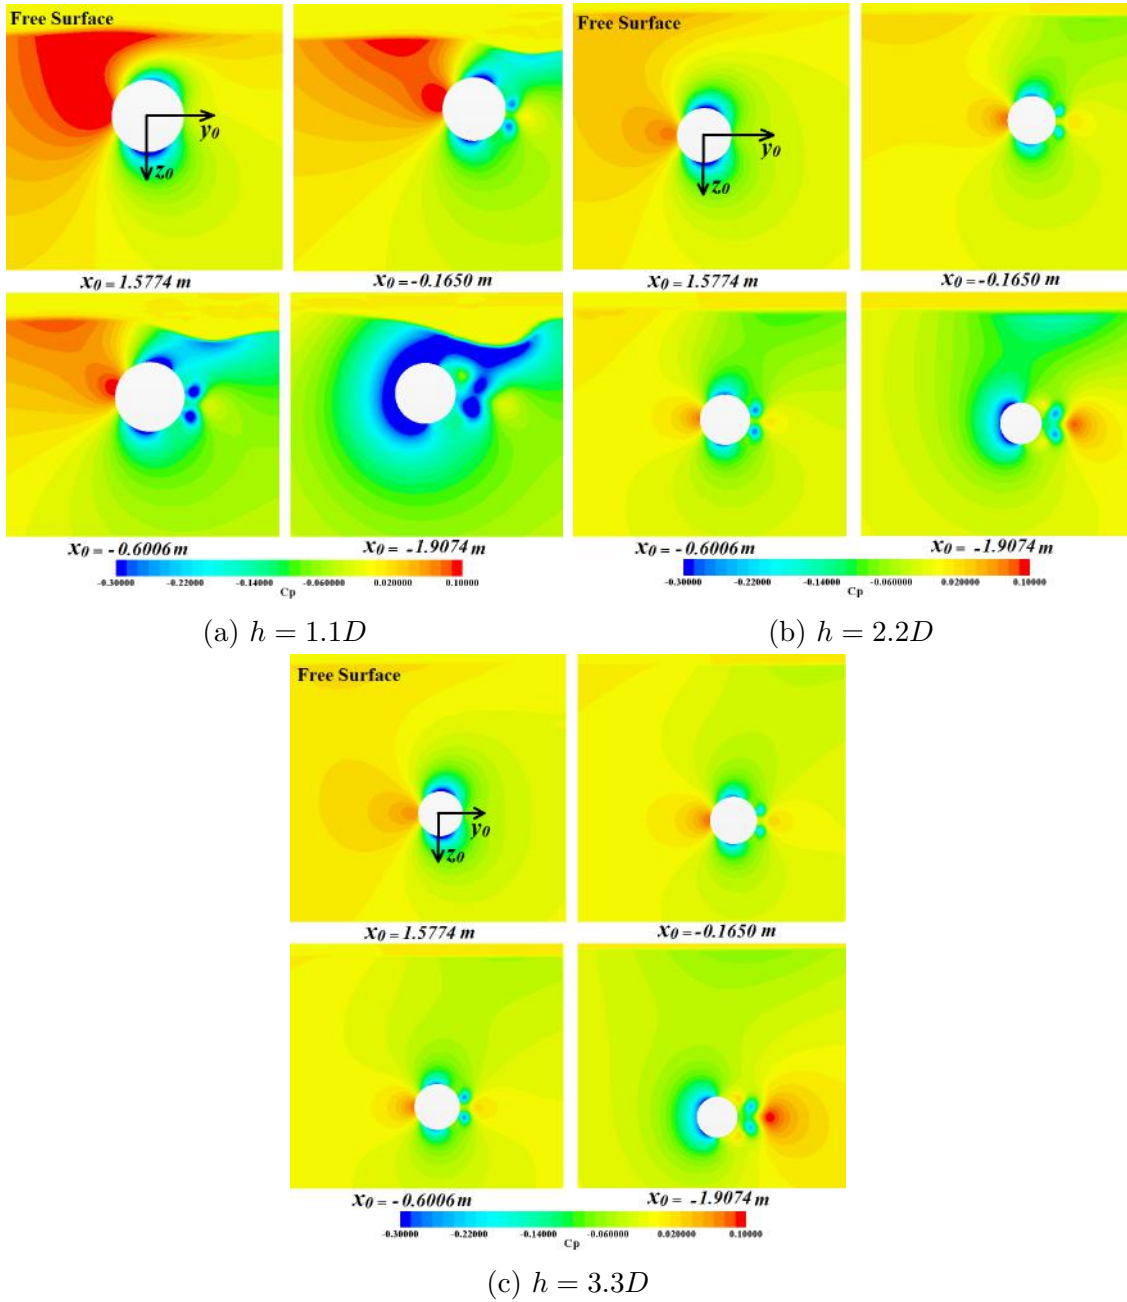 Free Surface
y₀
z₀
x₀ = 1.5774 m
x₀ = -0.1650 m
x₀ = -0.6006 m
x₀ = -1.9074 m
-0.30000 -0.22000 -0.14000 -0.060000 0.020000 0.10000
Cp
(a) h = 1.1D
Free Surface
y₀
z₀
x₀ = 1.5774 m
x₀ = -0.1650 m
x₀ = -0.6006 m
x₀ = -1.9074 m
-0.30000 -0.22000 -0.14000 -0.060000 0.020000 0.10000
Cp
(b) h = 2.2D
Free Surface
y₀
z₀
x₀ = 1.5774 m
x₀ = -0.1650 m
x₀ = -0.6006 m
x₀ = -1.9074 m
-0.30000 -0.22000 -0.14000 -0.060000 0.020000 0.10000
Cp
(c) h = 3.3D